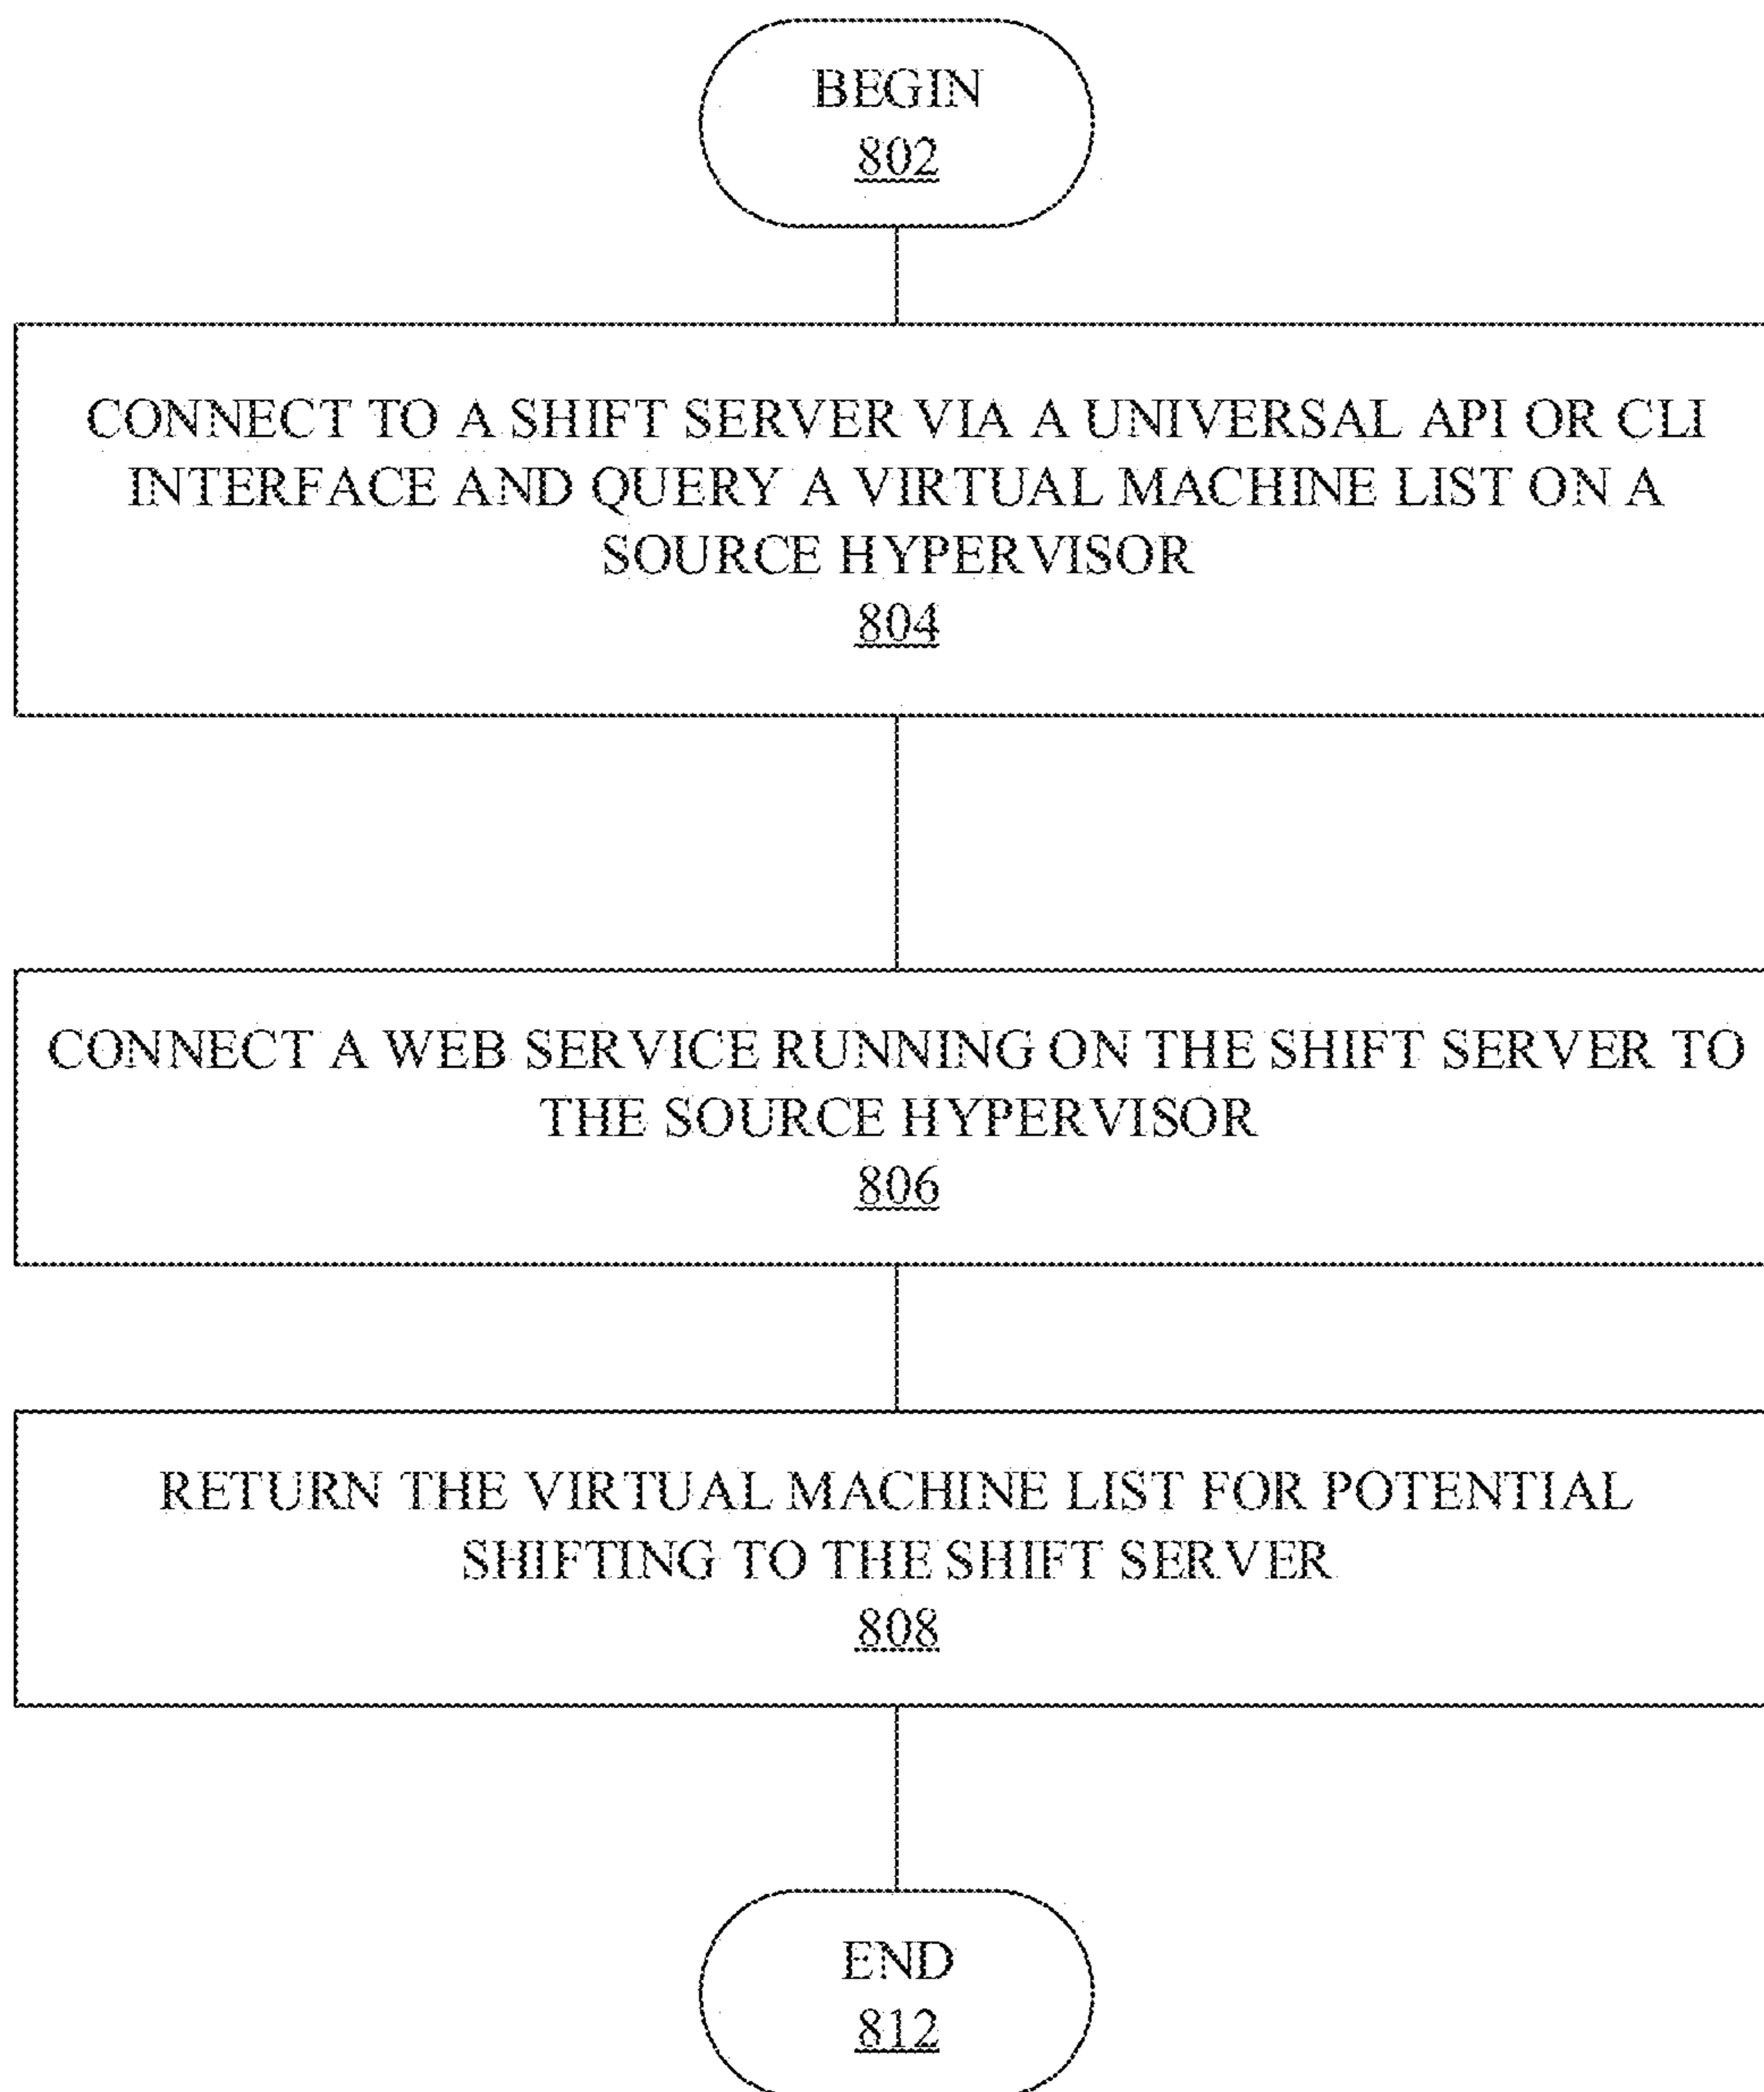 BEGIN
802
CONNECT TO A SHIFT SERVER VIA A UNIVERSAL API OR CLI
INTERFACE AND QUERY A VIRTUAL MACHINE LIST ON A
SOURCE HYPERVISOR
804
CONNECT A WEB SERVICE RUNNING ON THE SHIFT SERVER TO
THE SOURCE HYPERVISOR
806
RETURN THE VIRTUAL MACHINE LIST FOR POTENTIAL
SHIFTING TO THE SHIFT SERVER
808
END
812